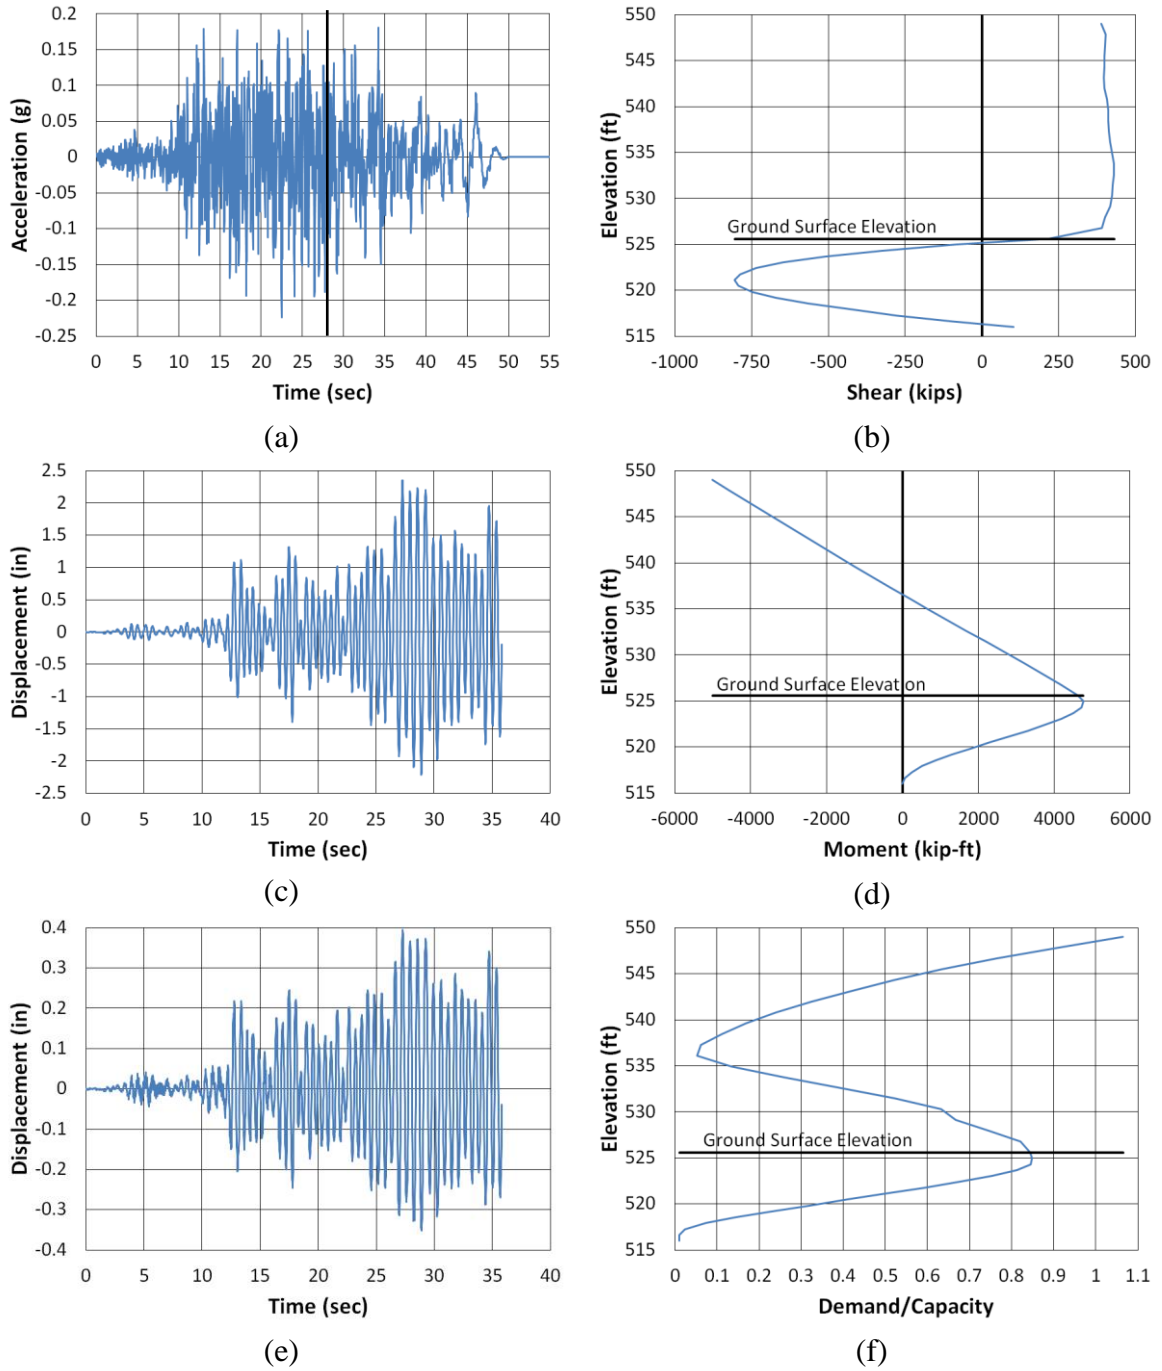 0.2
0.15
0.1
0.05
0
-0.05
-0.1
-0.15
-0.2
-0.25
0 5 10 15 20 25 30 35 40 45 50 55
Acceleration (g)
Time (sec)
(a)
550
545
540
535
530
525
520
515
-1000 -750 -500 -250 0 250 500
Elevation (ft)
Ground Surface Elevation
Shear (kips)
(b)
2.5
2
1.5
1
0.5
0
-0.5
-1
-1.5
-2
-2.5
0 5 10 15 20 25 30 35 40
Displacement (in)
Time (sec)
(c)
550
545
540
535
530
525
520
515
-6000 -4000 -2000 0 2000 4000 6000
Elevation (ft)
Ground Surface Elevation
Moment (kip-ft)
(d)
0.4
0.3
0.2
0.1
0
-0.1
-0.2
-0.3
-0.4
0 5 10 15 20 25 30 35 40
Displacement (in)
Time (sec)
(e)
550
545
540
535
530
525
520
515
0 0.1 0.2 0.3 0.4 0.5 0.6 0.7 0.8 0.9 1 1.1
Elevation (ft)
Ground Surface Elevation
Demand/Capacity
(f)